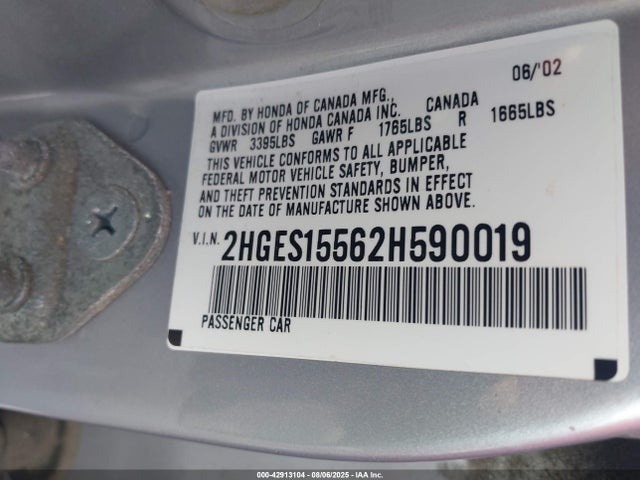 06/'02
MFD. BY HONDA OF CANADA MFG.,
A DIVISION OF HONDA CANADA INC. CANADA
GVWR 3395LBS GAWR F 1765LBS R 1665LBS
THIS VEHICLE CONFORMS TO ALL APPLICABLE
FEDERAL MOTOR VEHICLE SAFETY, BUMPER,
AND THEFT PREVENTION STANDARDS IN EFFECT
ON THE DATE OF MANUFACTURE SHOWN ABOVE.
V.I.N. 2HGES15562H590019
PASSENGER CAR
000-42913104 - 08/06/2025 - IAA Inc.